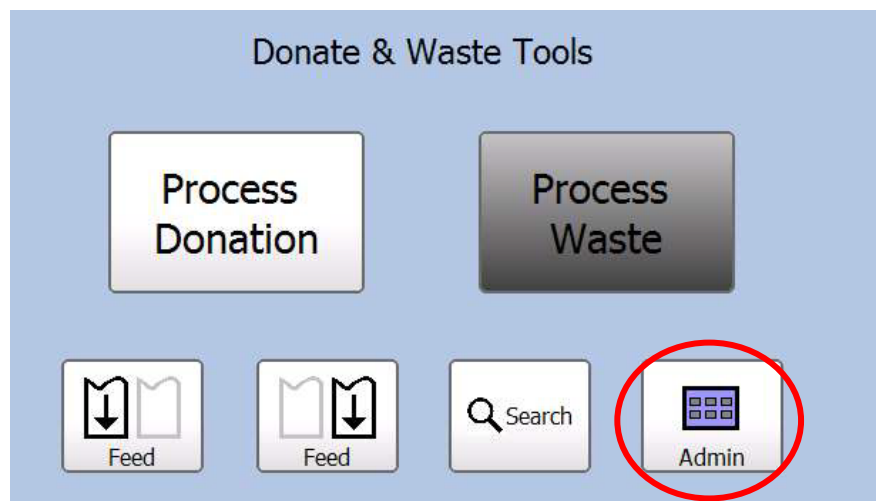 Donate & Waste Tools
Process
Donation
Process
Waste
Feed
Feed
Search
Admin